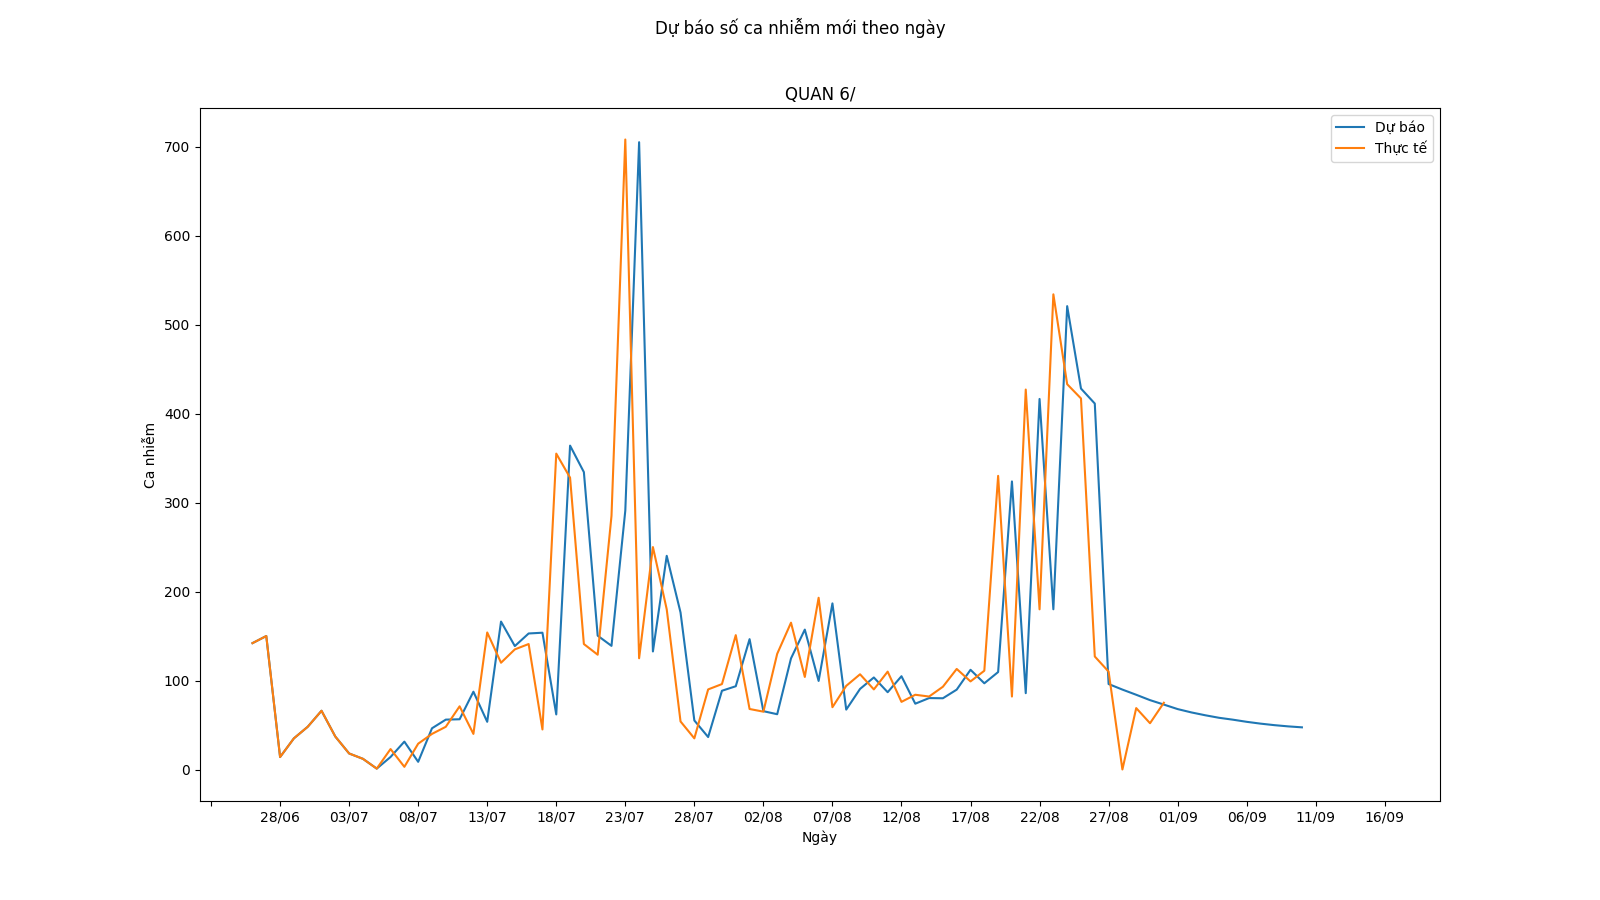 Dự báo số ca nhiễm mới theo ngày
QUAN 6/
Dự báo
Thực tế
700
600
500
400
300
200
100
0
Ca nhiễm
28/06 03/07 08/07 13/07 18/07 23/07 28/07 02/08 07/08 12/08 17/08 22/08 27/08 01/09 06/09 11/09 16/09
Ngày